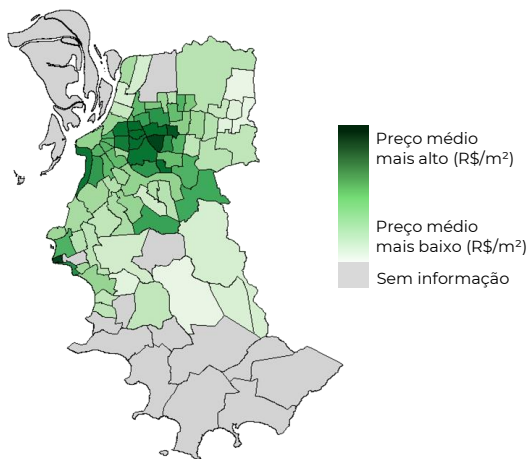 Preço médio
mais alto (R$/m²)
Preço médio
mais baixo (R$/m²)
Sem informação